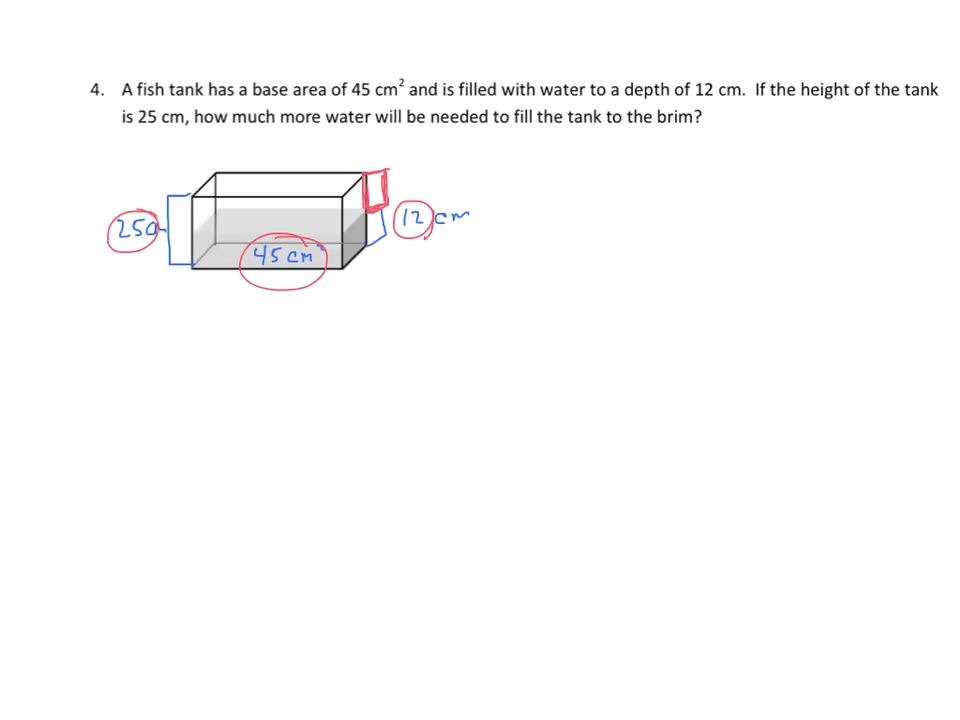 4. A fish tank has a base area of 45 cm² and is filled with water to a depth of 12 cm. If the height of the tank
is 25 cm, how much more water will be needed to fill the tank to the brim?
12 cm
45 cm²